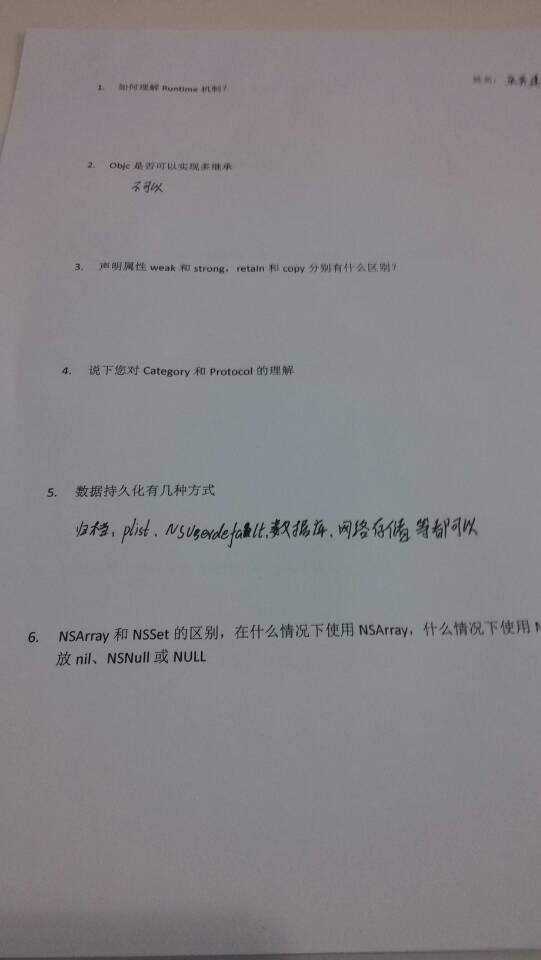 姓名：
1. 如何理解 Runtime 机制？
2. Objc 是否可以实现多继承
不可以
3. 声明属性 weak 和 strong，retain 和 copy 分别有什么区别？
4. 说下您对 Category 和 Protocol 的理解
5. 数据持久化有几种方式
归档、plist、NSUserdefault、数据库、网络存储等都可以
6. NSArray 和 NSSet 的区别，在什么情况下使用 NSArray，什么情况下使用 N
放 nil、NSNull 或 NULL